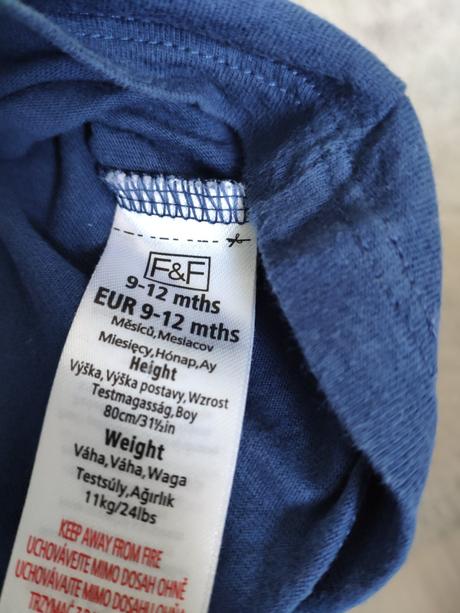 F&F
9-12 mths
EUR 9-12 mths
Měsíců, Mesiacov
Miesięcy, Hónap, Ay
Height
Výška, Výška postavy, Wzrost
Testmagasság, Boy
80cm/31½in
Weight
Váha, Váha, Waga
Testsúly, Ağırlık
11kg/24lbs
KEEP AWAY FROM FIRE
UCHOVÁVEJTE MIMO DOSAH OHNĚ
UCHOVÁVAJTE MIMO DOSAHU OHŇA
TRZYMAĆ